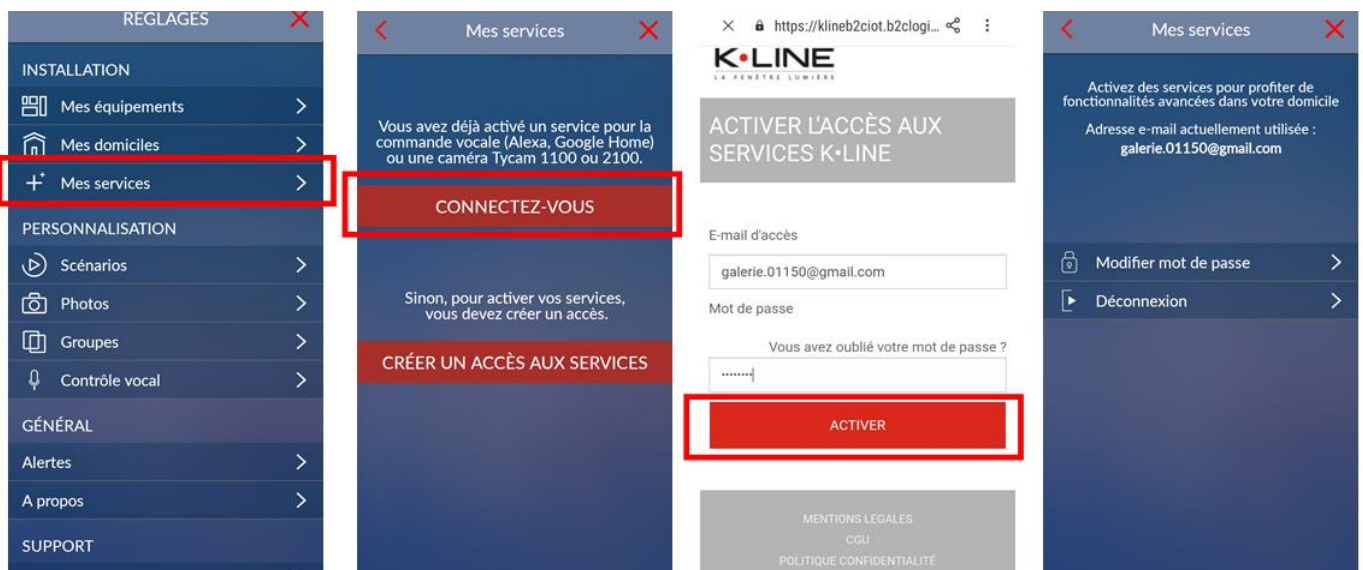 RÉGLAGES
INSTALLATION
Mes équipements
Mes domiciles
Mes services
PERSONNALISATION
Scénarios
Photos
Groupes
Contrôle vocal
GÉNÉRAL
Alertes
A propos
SUPPORT
Mes services
Vous avez déjà activé un service pour la
commande vocale (Alexa, Google Home)
ou une caméra Tycam 1100 ou 2100.
CONNECTEZ-VOUS
Sinon, pour activer vos services,
vous devez créer un accès.
CRÉER UN ACCÈS AUX SERVICES
https://klineb2ciot.b2clogi...
K•LINE
LA FENÊTRE LUMIÈRE
ACTIVER L'ACCÈS AUX
SERVICES K•LINE
E-mail d'accès
galerie.01150@gmail.com
Mot de passe
Vous avez oublié votre mot de passe ?
ACTIVER
MENTIONS LEGALES
CGU
POLITIQUE CONFIDENTIALITÉ
Mes services
Activez des services pour profiter de
fonctionnalités avancées dans votre domicile
Adresse e-mail actuellement utilisée :
galerie.01150@gmail.com
Modifier mot de passe
Déconnexion